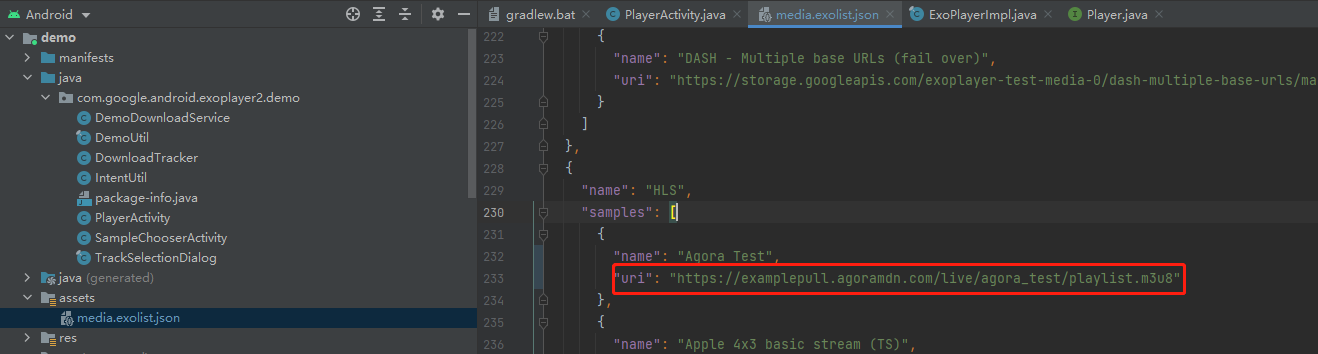 Android
demo
manifests
java
com.google.android.exoplayer2.demo
DemoDownloadService
DemoUtil
DownloadTracker
IntentUtil
package-info.java
PlayerActivity
SampleChooserActivity
TrackSelectionDialog
java (generated)
assets
media.exolist.json
res
gradlew.bat
PlayerActivity.java
media.exolist.json
ExoPlayerImpl.java
Player.java
222 {
223 "name": "DASH - Multiple base URLs (fail over)",
224 "uri": "https://storage.googleapis.com/exoplayer-test-media-0/dash-multiple-base-urls/ma
225 }
226 ]
227 },
228 {
229 "name": "HLS",
230 "samples": [
231 {
232 "name": "Agora Test",
233 "uri": "https://examplepull.agoramdn.com/live/agora_test/playlist.m3u8"
234 },
235 {
236 "name": "Apple 4x3 basic stream (TS)",